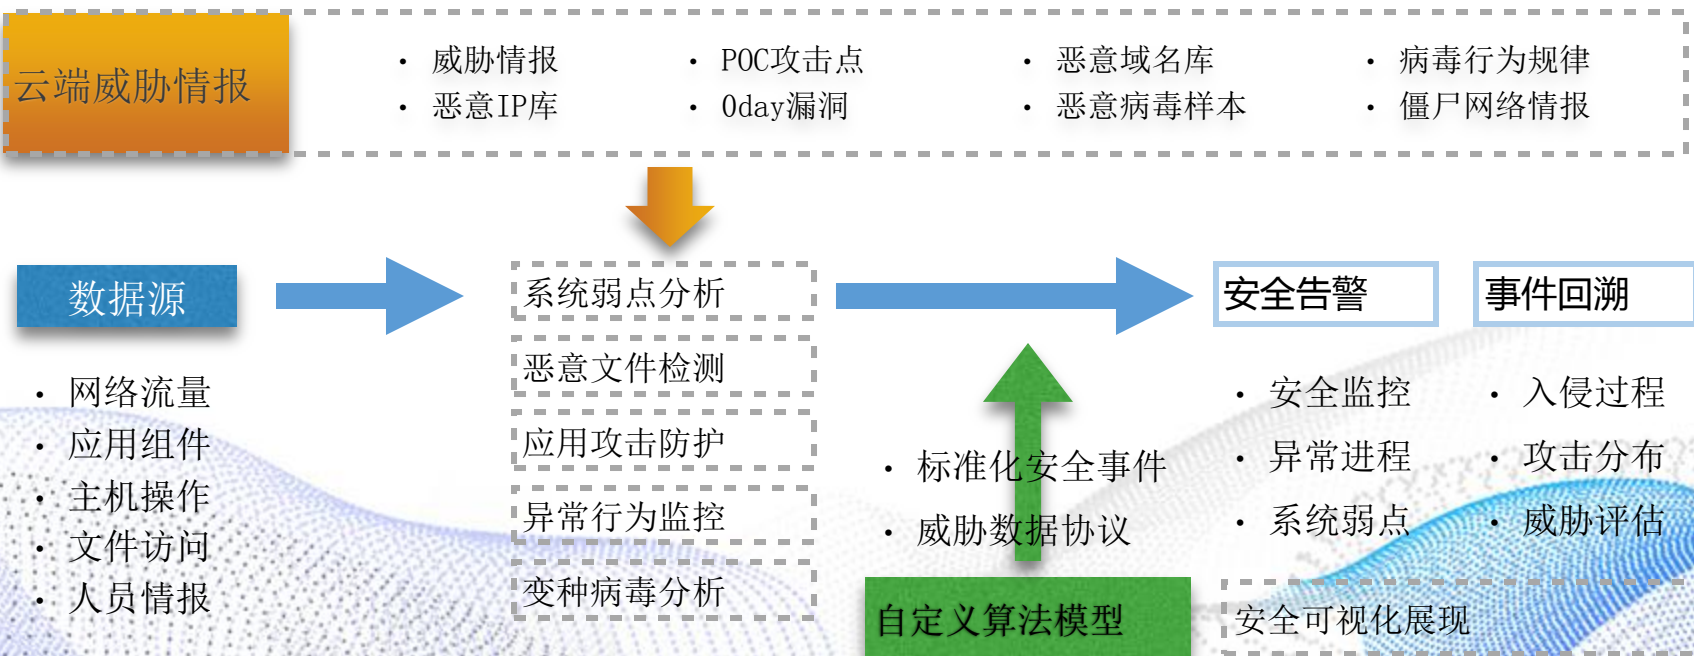 云端威胁情报
· 威胁情报
· 恶意IP库
· POC攻击点
· 0day漏洞
· 恶意域名库
· 恶意病毒样本
· 病毒行为规律
· 僵尸网络情报
数据源
· 网络流量
· 应用组件
· 主机操作
· 文件访问
· 人员情报
系统弱点分析
恶意文件检测
应用攻击防护
异常行为监控
变种病毒分析
· 标准化安全事件
· 威胁数据协议
自定义算法模型
安全告警
· 安全监控
· 异常进程
· 系统弱点
事件回溯
· 入侵过程
· 攻击分布
· 威胁评估
安全可视化展现